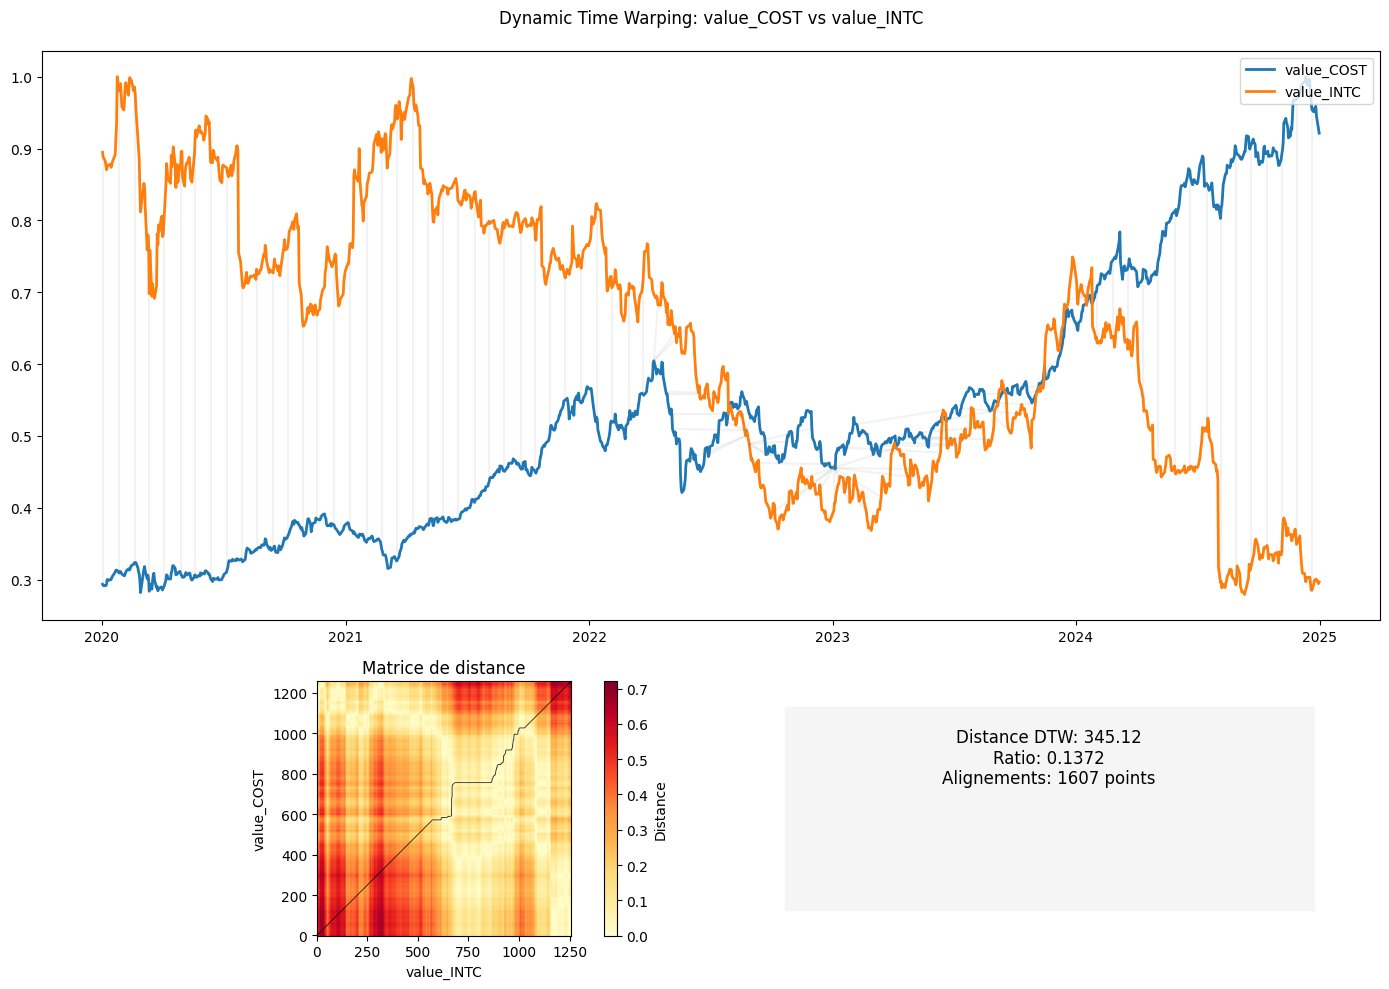 Dynamic Time Warping: value_COST vs value_INTC
1.0
0.9
0.8
0.7
0.6
0.5
0.4
0.3
value_COST
value_INTC
2020 2021 2022 2023 2024 2025
Matrice de distance
1200
1000
800
600
400
200
0
value_COST
0 250 500 750 1000 1250
value_INTC
0.7
0.6
0.5
0.4
0.3
0.2
0.1
0.0
Distance
Distance DTW: 345.12
Ratio: 0.1372
Alignements: 1607 points